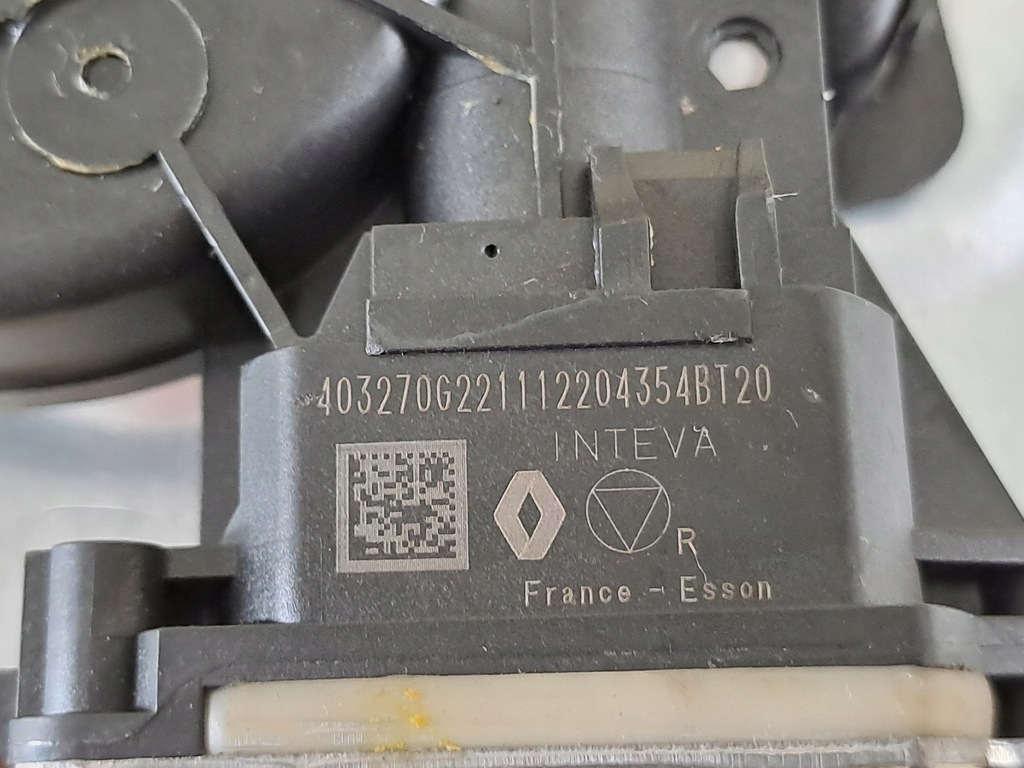 403270G221112204354BT20
INTEVA
R
France - Esson